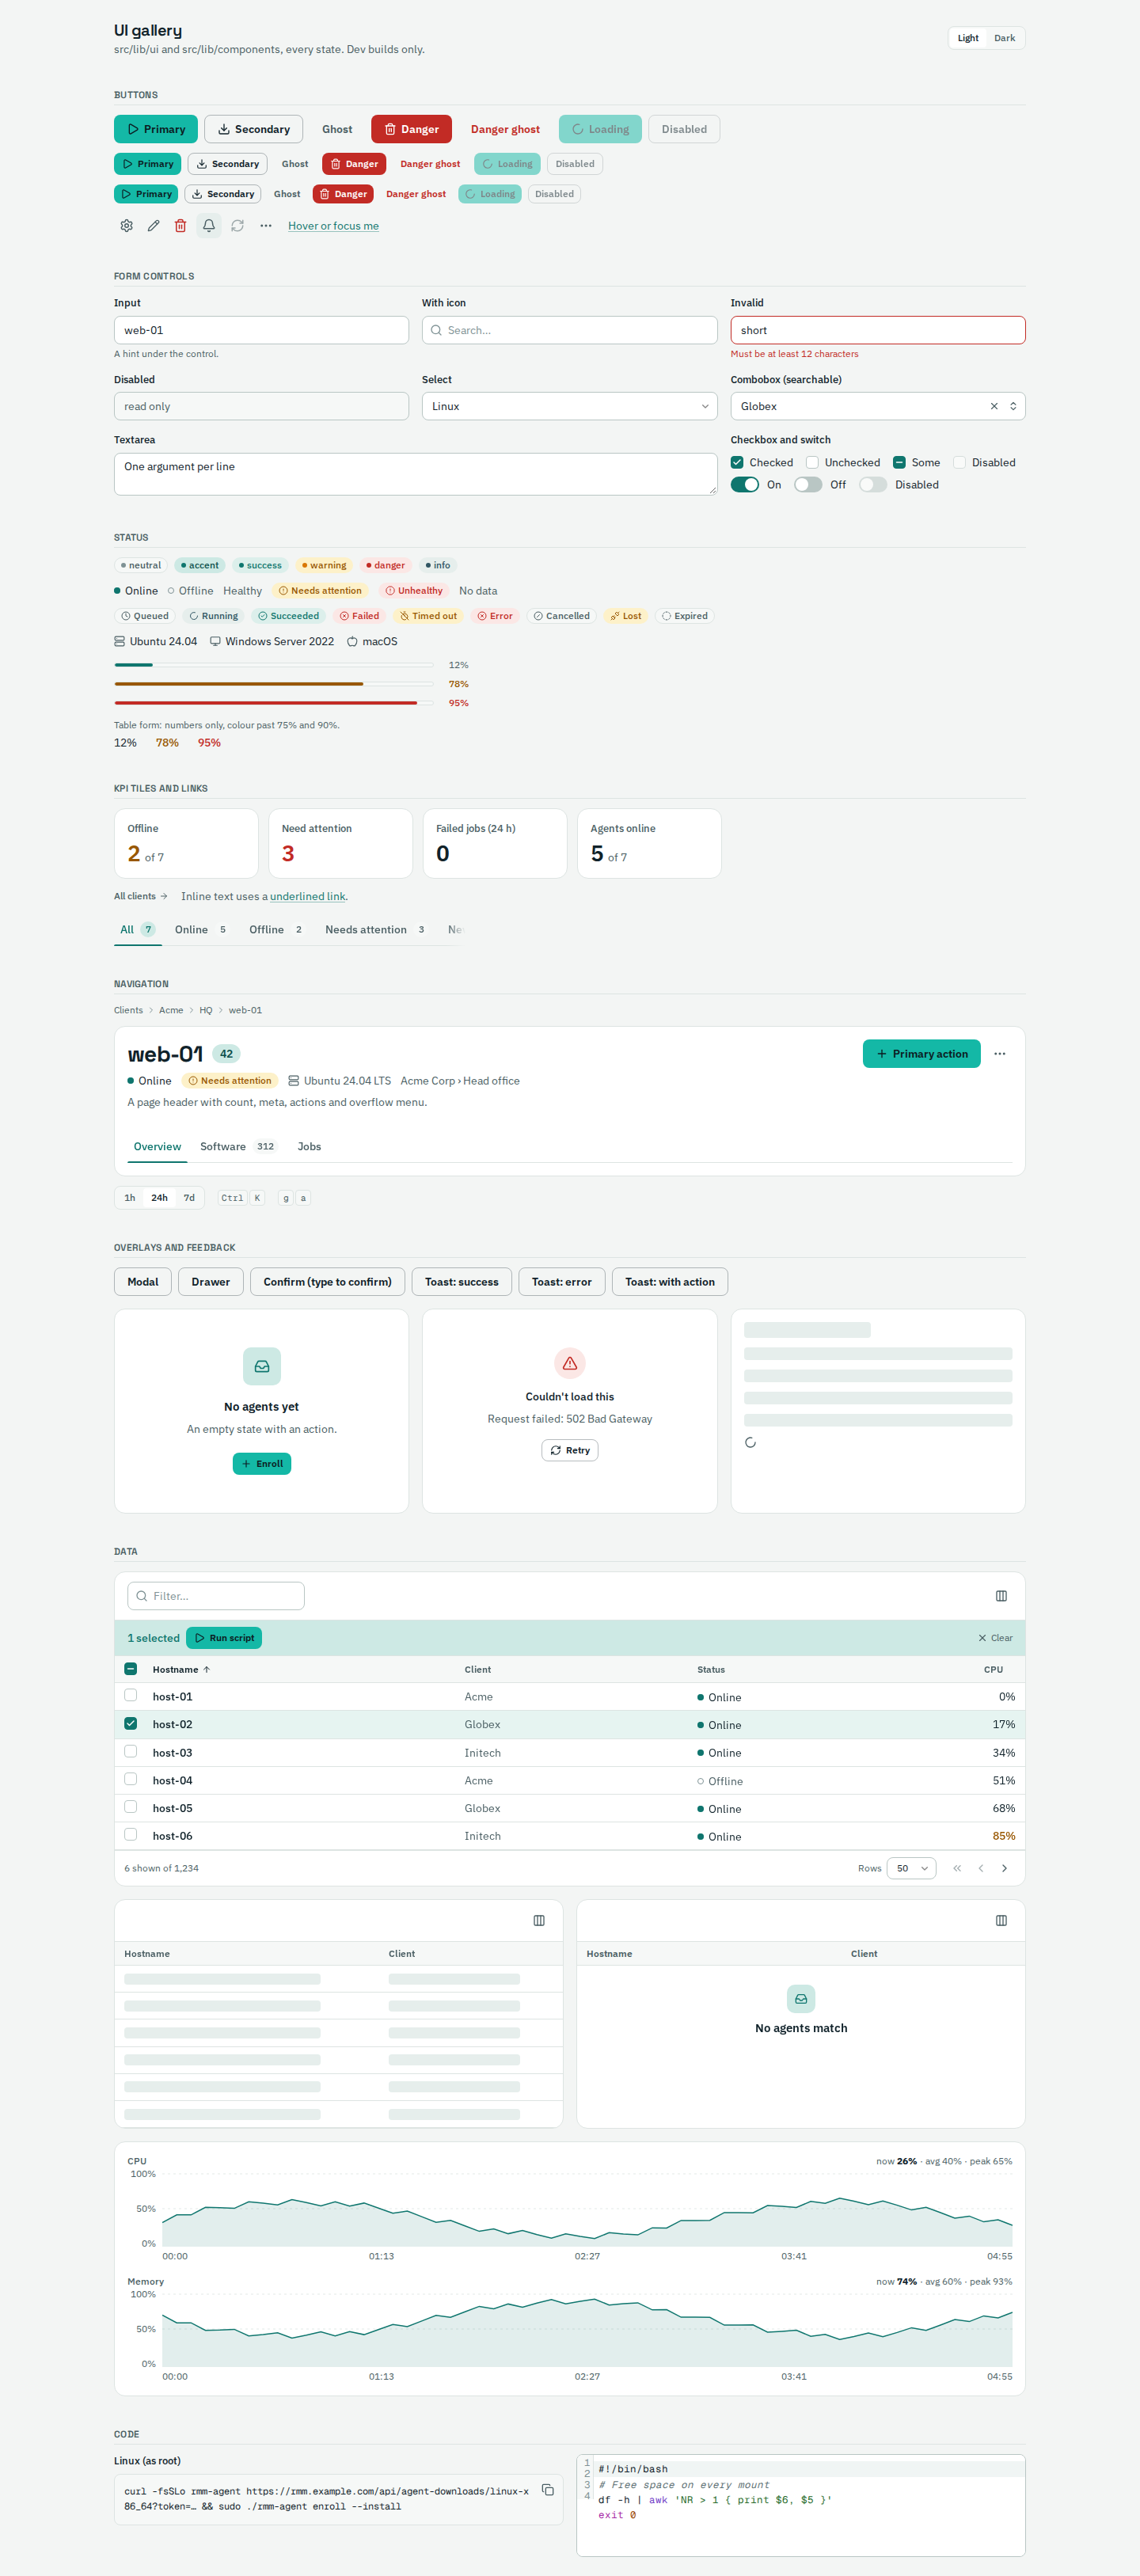 UI gallery
src/lib/ui and src/lib/components, every state. Dev builds only.
Light Dark
BUTTONS
Primary Secondary Ghost Danger Danger ghost Loading Disabled
Primary Secondary Ghost Danger Danger ghost Loading Disabled
Primary Secondary Ghost Danger Danger ghost Loading Disabled
Hover or focus me
FORM CONTROLS
Input With icon Invalid
web-01 Search... short
A hint under the control. Must be at least 12 characters
Disabled Select Combobox (searchable)
read only Linux Globex
Textarea Checkbox and switch
One argument per line Checked Unchecked Some Disabled
On Off Disabled
STATUS
neutral accent success warning danger info
Online Offline Healthy Needs attention Unhealthy No data
Queued Running Succeeded Failed Timed out Error Cancelled Lost Expired
Ubuntu 24.04 Windows Server 2022 macOS
12%
78%
95%
Table form: numbers only, colour past 75% and 90%.
12% 78% 95%
KPI TILES AND LINKS
Offline Need attention Failed jobs (24 h) Agents online
2 of 7 3 0 5 of 7
All clients → Inline text uses a underlined link.
All 7 Online 5 Offline 2 Needs attention 3
NAVIGATION
Clients > Acme > HQ > web-01
web-01 42 Primary action
Online Needs attention Ubuntu 24.04 LTS Acme Corp › Head office
A page header with count, meta, actions and overflow menu.
Overview Software 312 Jobs
1h 24h 7d Ctrl K g a
OVERLAYS AND FEEDBACK
Modal Drawer Confirm (type to confirm) Toast: success Toast: error Toast: with action
No agents yet
An empty state with an action.
Enroll
Couldn't load this
Request failed: 502 Bad Gateway
Retry
DATA
Filter...
1 selected Run script Clear
Hostname ↑ Client Status CPU
host-01 Acme Online 0%
host-02 Globex Online 17%
host-03 Initech Online 34%
host-04 Acme Offline 51%
host-05 Globex Online 68%
host-06 Initech Online 85%
6 shown of 1,234 Rows 50
Hostname Client
Hostname Client
No agents match
CPU now 26% · avg 40% · peak 65%
100%
50%
0%
00:00 01:13 02:27 03:41 04:55
Memory now 74% · avg 60% · peak 93%
100%
50%
0%
00:00 01:13 02:27 03:41 04:55
CODE
Linux (as root)
curl -fsSLo rmm-agent https://rmm.example.com/api/agent-downloads/linux-x
86_64?token=… && sudo ./rmm-agent enroll --install
1 #!/bin/bash
2 # Free space on every mount
3 df -h | awk 'NR > 1 { print $6, $5 }'
4 exit 0